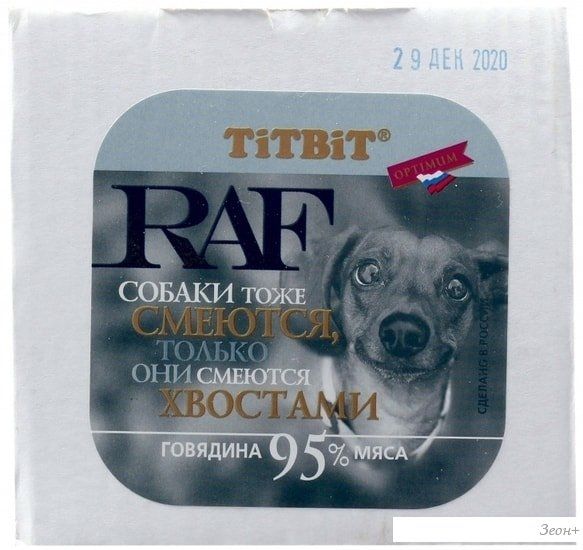 29 ДЕК 2020
TiTBiT®
OPTIMUM
RAF
СОБАКИ ТОЖЕ
СМЕЮТСЯ,
ТОЛЬКО
ОНИ СМЕЮТСЯ
ХВОСТАМИ
ГОВЯДИНА 95% МЯСА
СДЕЛАНО В РОССИИ
Зеон+